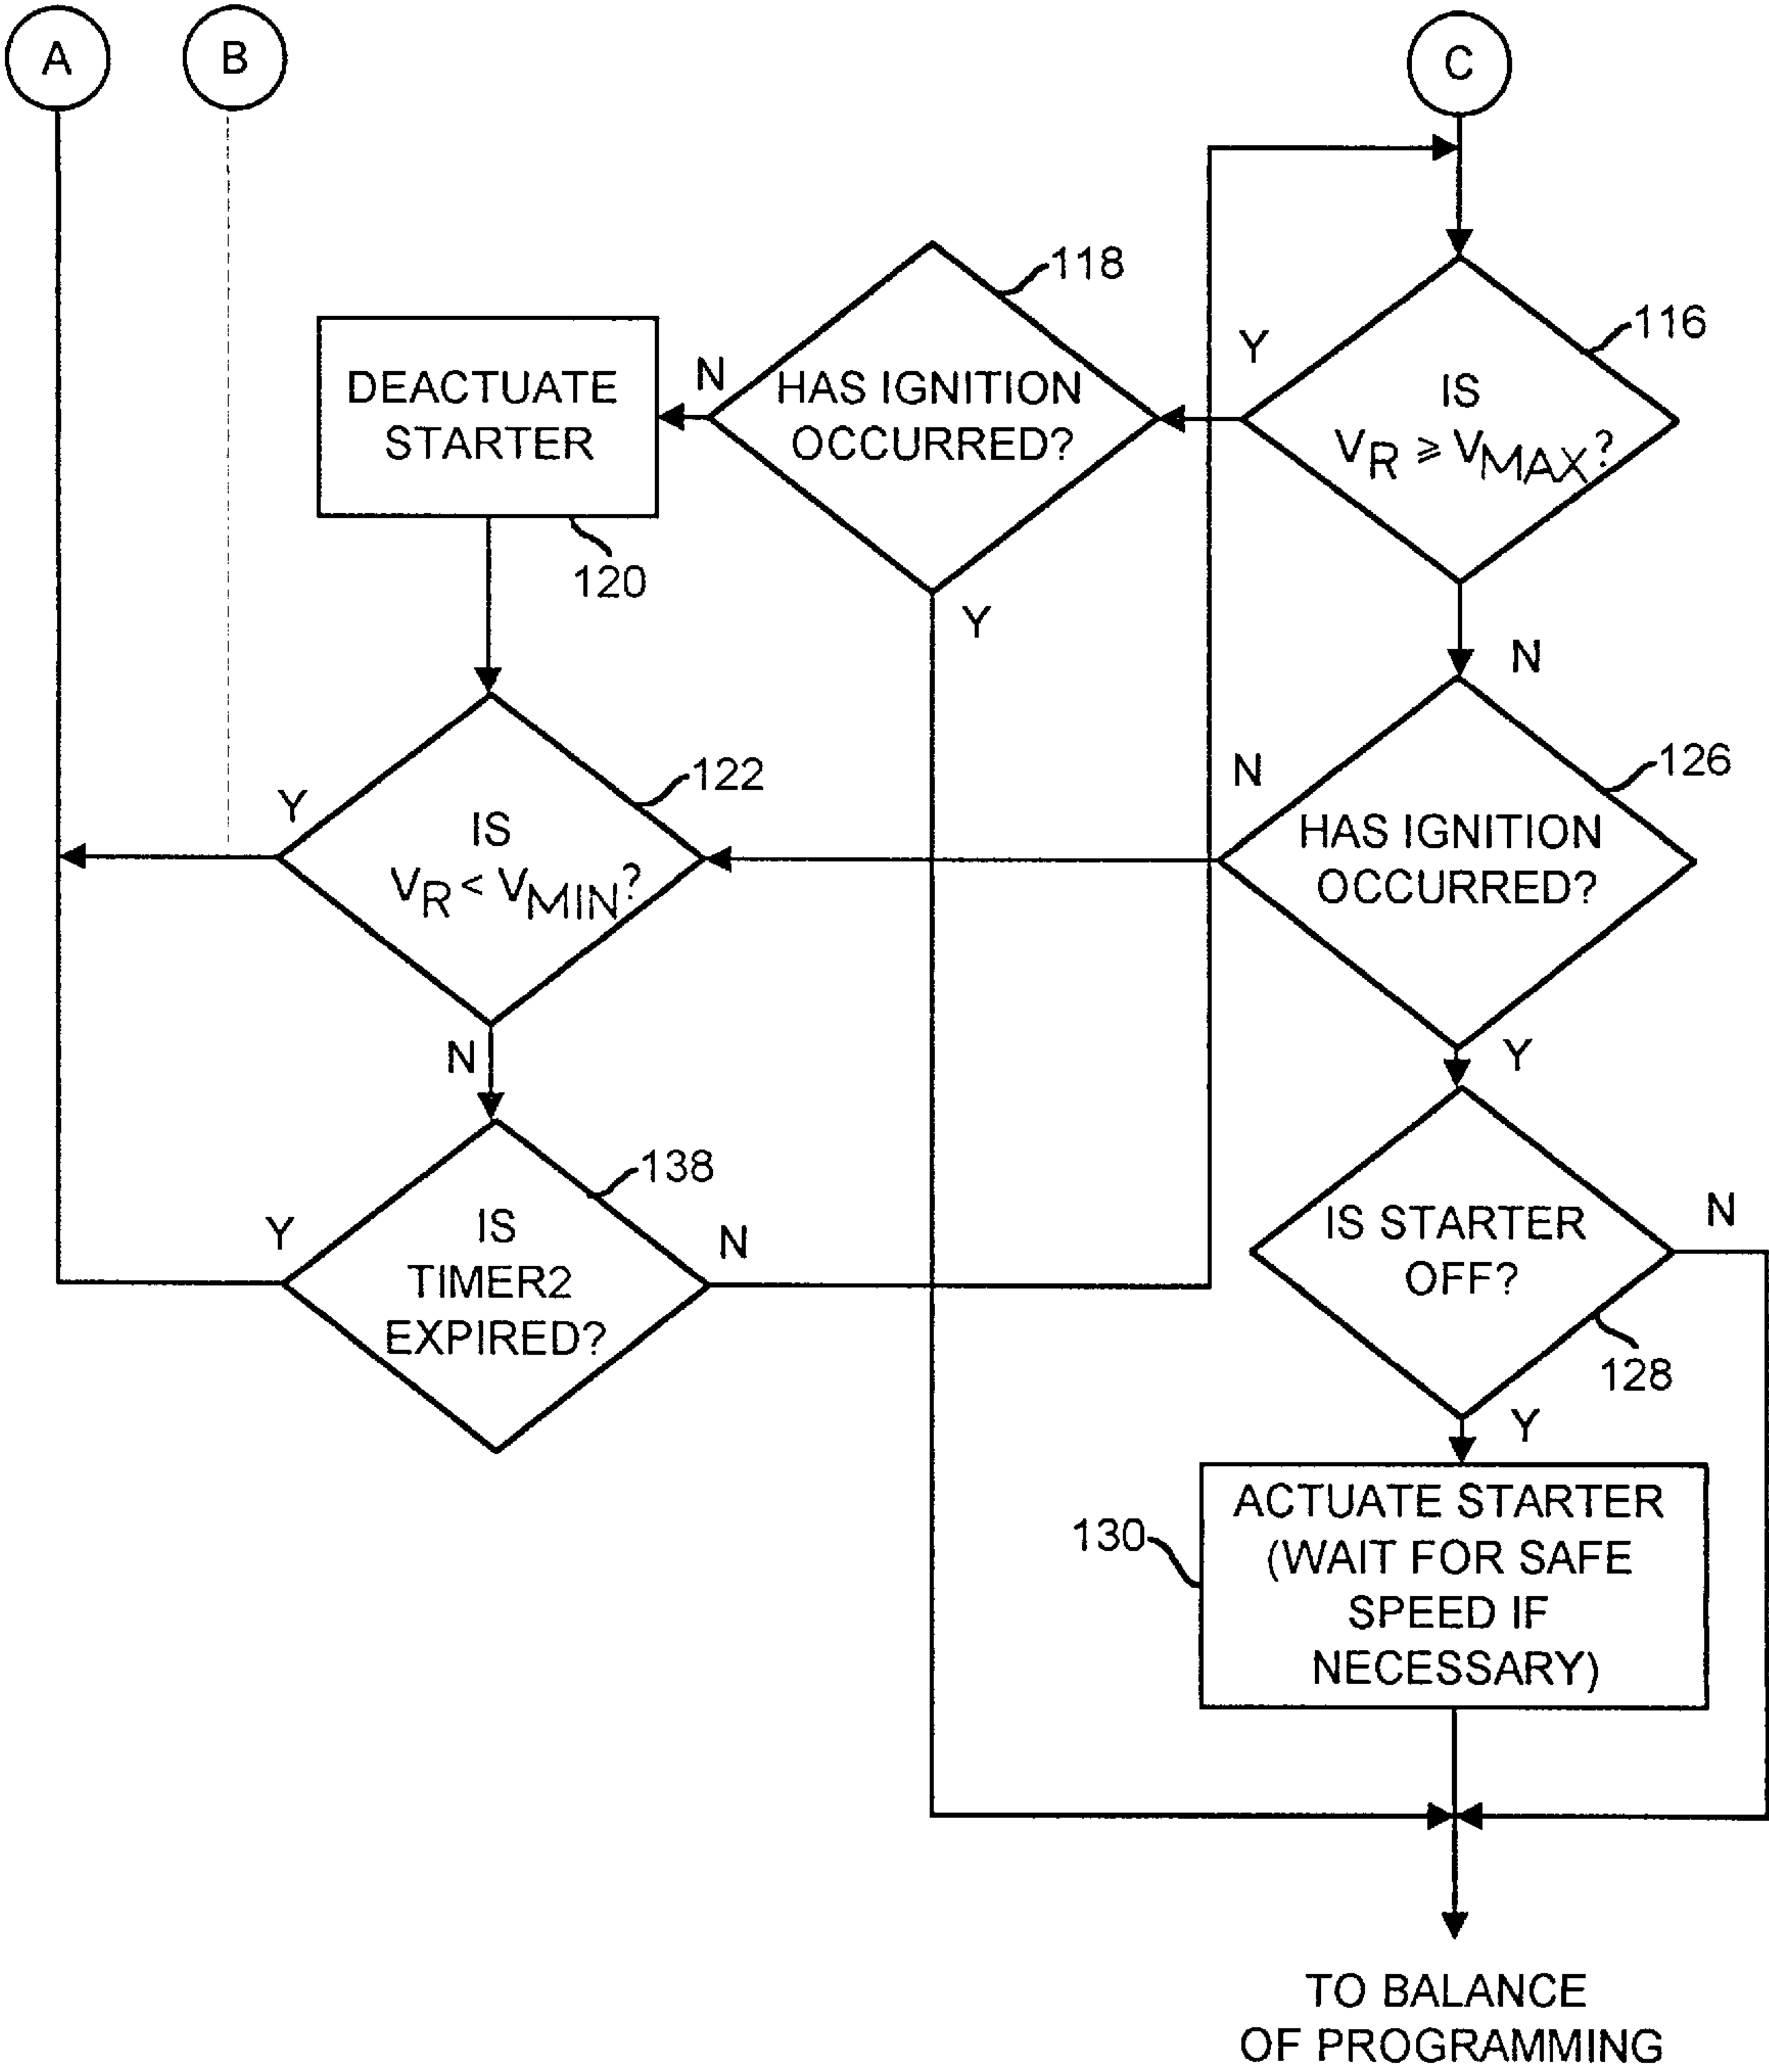 A
B
C
118
116
Y
N
DEACTUATE
STARTER
HAS IGNITION
OCCURRED?
IS
VR ≥ VMAX?
120
Y
N
122
126
Y
N
IS
VR < VMIN?
HAS IGNITION
OCCURRED?
N
Y
138
Y
N
IS
TIMER2
EXPIRED?
IS STARTER
OFF?
N
128
Y
130
ACTUATE STARTER
(WAIT FOR SAFE
SPEED IF
NECESSARY)
TO BALANCE
OF PROGRAMMING